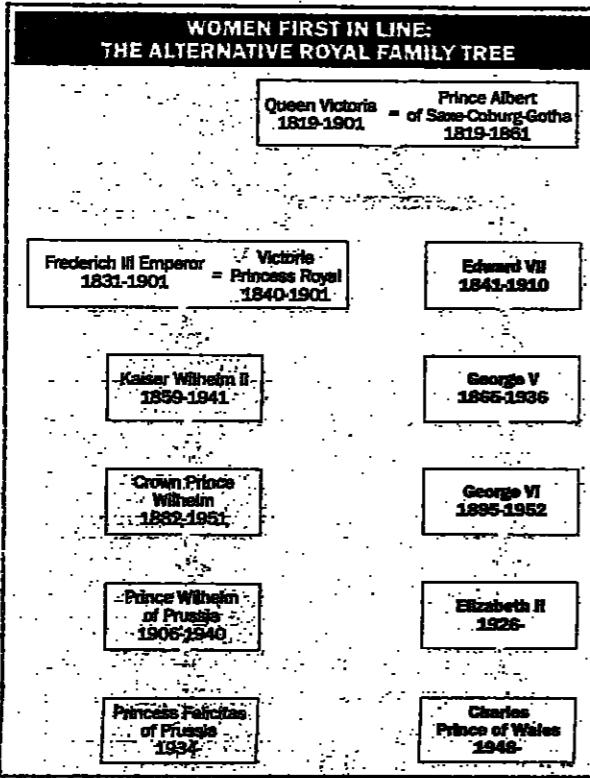 WOMEN FIRST IN LINE:
THE ALTERNATIVE ROYAL FAMILY TREE
Queen Victoria
1819-1901
=
Prince Albert
of Saxe-Coburg-Gotha
1819-1861
Frederich III Emperor
1831-1901
=
Victoria
Princess Royal
1840-1901
Edward VII
1841-1910
Kaiser Wilhelm II
1859-1941
George V
1865-1936
Crown Prince
Wilhelm
1882-1951
George VI
1895-1952
Prince Wilhelm
of Prussia
1906-1940
Elizabeth II
1926-
Princess Felicitas
of Prussia
1934-
Charles
Prince of Wales
1948-